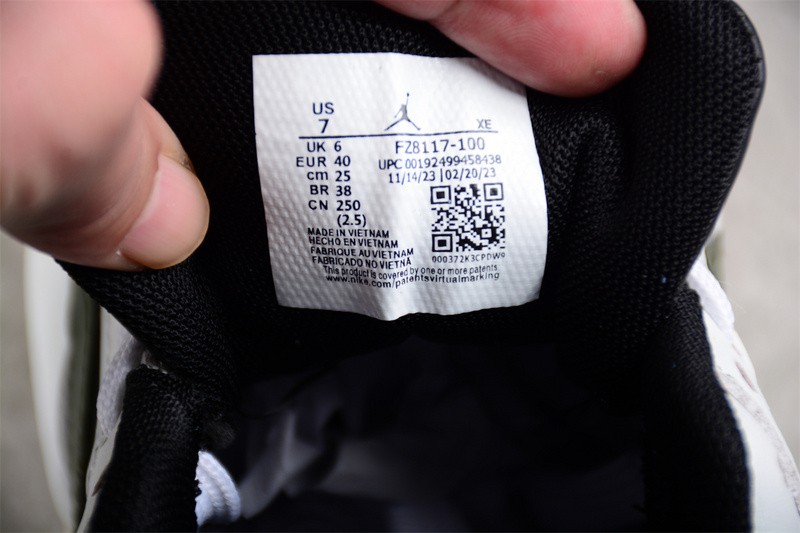 US
7
XE
UK 6
EUR 40
cm 25
BR 38
CN 250
(2.5)
FZ8117-100
UPC 00192499458438
11/14/23 | 02/20/23
000372K3CPDW9
MADE IN VIETNAM
HECHO EN VIETNAM
FABRIQUE AU VIETNAM
FABRICADO NO VIETNÃ
This product is covered by one or more patents
www.nike.com/patentsvirtualmarking